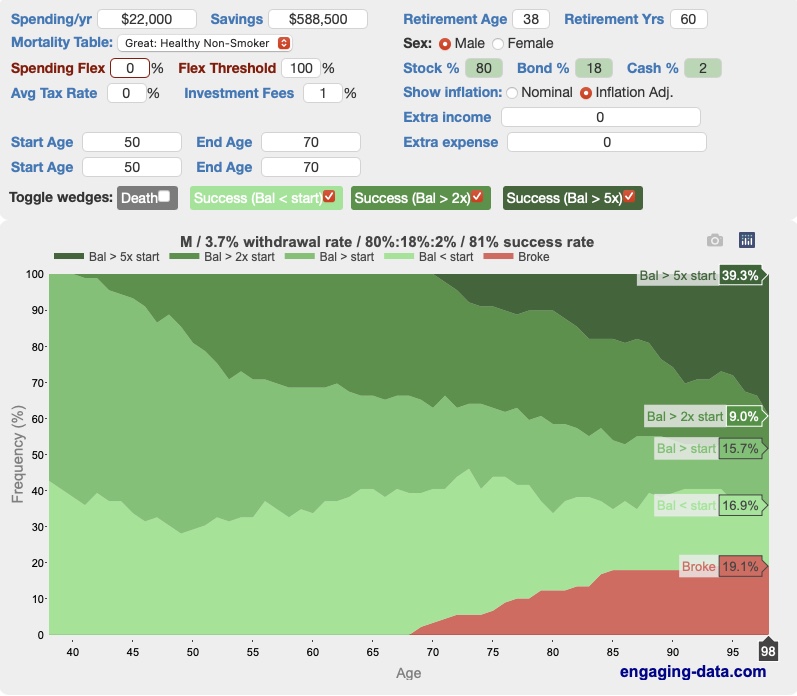 Spending/yr $22,000 Savings $588,500 Retirement Age 38 Retirement Yrs 60
Mortality Table: Great: Healthy Non-Smoker Sex: Male Female
Spending Flex 0 % Flex Threshold 100 % Stock % 80 Bond % 18 Cash % 2
Avg Tax Rate 0 % Investment Fees 1 % Show inflation: Nominal Inflation Adj.
Extra income 0
Start Age 50 End Age 70 Extra expense 0
Start Age 50 End Age 70
Toggle wedges: Death Success (Bal < start) Success (Bal > 2x) Success (Bal > 5x)
M / 3.7% withdrawal rate / 80%:18%:2% / 81% success rate
Bal > 5x start Bal > 2x start Bal > start Bal < start Broke
Frequency (%)
100
90
80
70
60
50
40
30
20
10
0
Bal > 5x start 39.3%
Bal > 2x start 9.0%
Bal > start 15.7%
Bal < start 16.9%
Broke 19.1%
40 45 50 55 60 65 70 75 80 85 90 95 98
Age
engaging-data.com